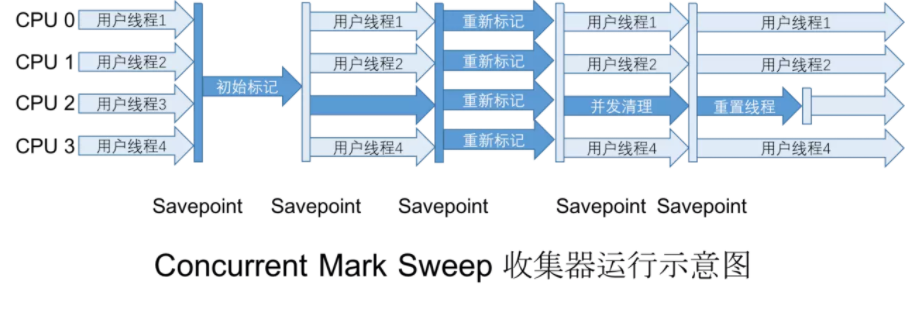 CPU 0 用户线程1 用户线程1 重新标记 用户线程1 用户线程1
CPU 1 用户线程2 用户线程2 重新标记 用户线程2 用户线程2
初始标记
CPU 2 用户线程3 重新标记 并发清理 重置线程
CPU 3 用户线程4 用户线程4 重新标记 用户线程4 用户线程4
Savepoint Savepoint Savepoint Savepoint Savepoint
Concurrent Mark Sweep 收集器运行示意图